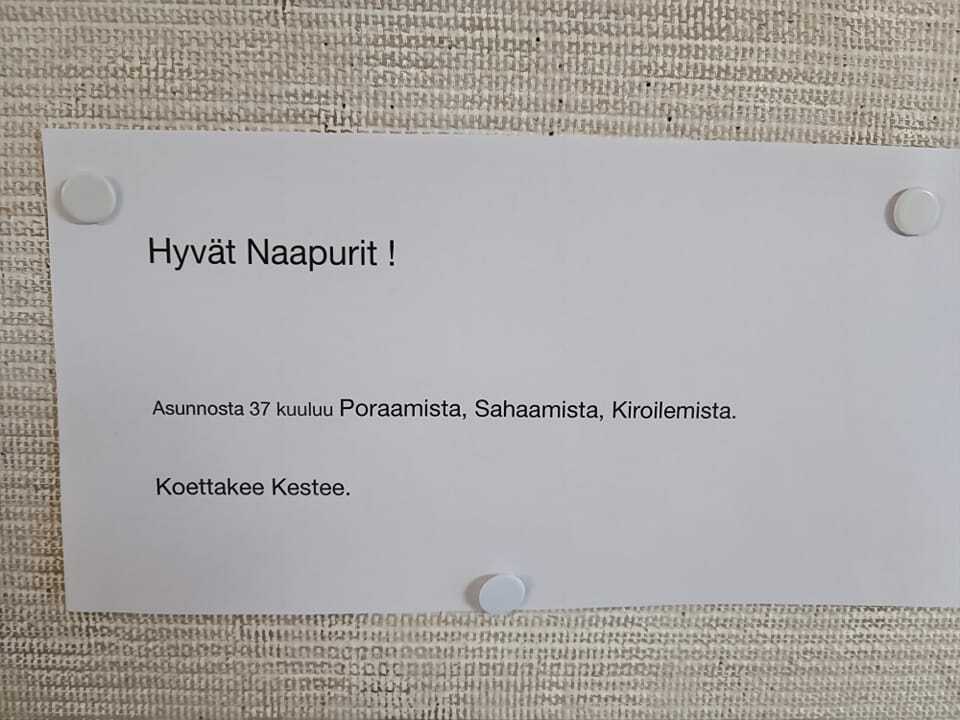 Hyvät Naapurit !
Asunnosta 37 kuuluu Poraamista, Sahaamista, Kiroilemista.
Koettakee Kestee.